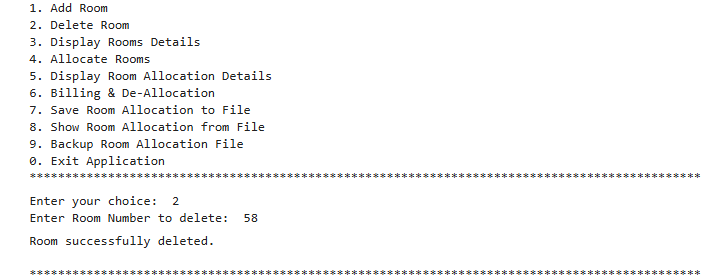 1. Add Room
2. Delete Room
3. Display Rooms Details
4. Allocate Rooms
5. Display Room Allocation Details
6. Billing & De-Allocation
7. Save Room Allocation to File
8. Show Room Allocation from File
9. Backup Room Allocation File
0. Exit Application
***********************************************************************************************
Enter your choice:  2
Enter Room Number to delete:  58
Room successfully deleted.
***********************************************************************************************